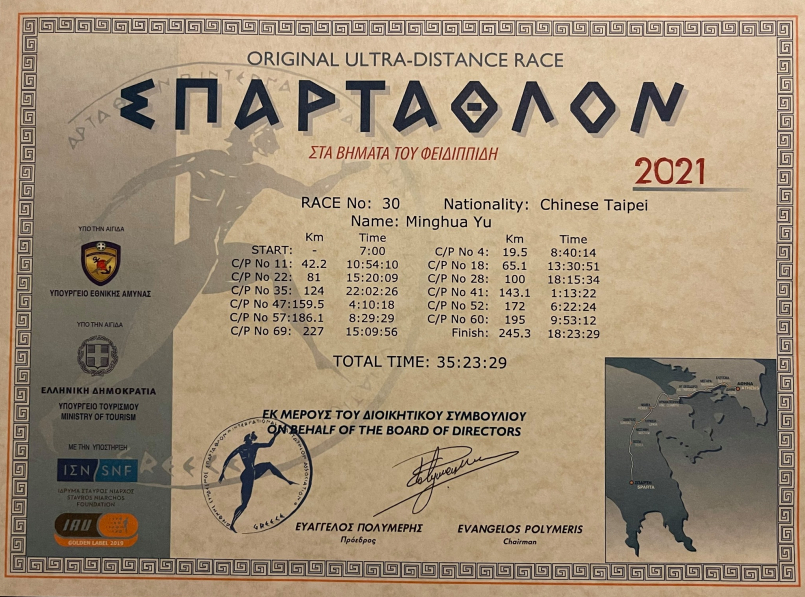 ORIGINAL ULTRA-DISTANCE RACE
ΣΠΑΡΤΑΘΛΟΝ
ΣΤΑ ΒΗΜΑΤΑ ΤΟΥ ΦΕΙΔΙΠΠΙΔΗ
2021
RACE No: 30 Nationality: Chinese Taipei
Name: Minghua Yu
Km Time Km Time
START: - 7:00 C/P No 4: 19.5 8:40:14
C/P No 11: 42.2 10:54:10 C/P No 18: 65.1 13:30:51
C/P No 22: 81 15:20:09 C/P No 28: 100 18:15:34
C/P No 35: 124 22:02:26 C/P No 41: 143.1 1:13:22
C/P No 47:159.5 4:10:18 C/P No 52: 172 6:22:24
C/P No 57:186.1 8:29:29 C/P No 60: 195 9:53:12
C/P No 69: 227 15:09:56 Finish: 245.3 18:23:29
TOTAL TIME: 35:23:29
ΥΠΟ ΤΗΝ ΑΙΓΙΔΑ
ΥΠΟΥΡΓΕΙΟ ΕΘΝΙΚΗΣ ΑΜΥΝΑΣ
ΥΠΟ ΤΗΝ ΑΙΓΙΔΑ
ΕΛΛΗΝΙΚΗ ΔΗΜΟΚΡΑΤΙΑ
ΥΠΟΥΡΓΕΙΟ ΤΟΥΡΙΣΜΟΥ
MINISTRY OF TOURISM
ΜΕ ΤΗΝ ΥΠΟΣΤΗΡΙΞΗ
ΙΣΝ/SNF
ΙΔΡΥΜΑ ΣΤΑΥΡΟΣ ΝΙΑΡΧΟΣ
STAVROS NIARCHOS
FOUNDATION
IAU
GOLDEN LABEL 2019
ΕΚ ΜΕΡΟΥΣ ΤΟΥ ΔΙΟΙΚΗΤΙΚΟΥ ΣΥΜΒΟΥΛΙΟΥ
ON BEHALF OF THE BOARD OF DIRECTORS
GREECE
GREECE
ΕΥΑΓΓΕΛΟΣ ΠΟΛΥΜΕΡΗΣ EVANGELOS POLYMERIS
Πρόεδρος Chairman
ΑΘΗΝΑ
ΣΠΑΡΤΗ
SPARTA